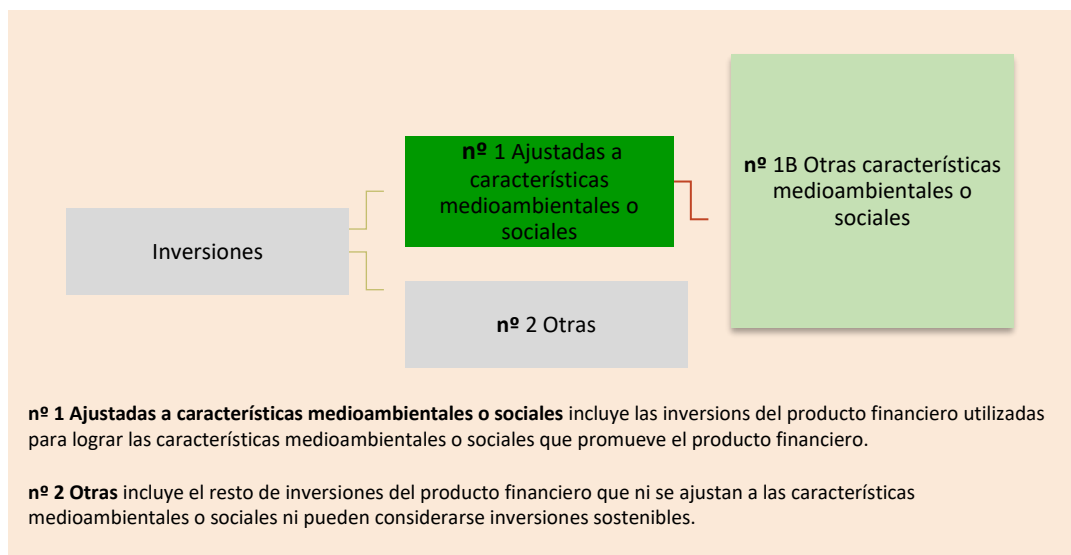 nº 1 Ajustadas a
características
medioambientales o
sociales
nº 1B Otras características
medioambientales o
sociales
Inversiones
nº 2 Otras
nº 1 Ajustadas a características medioambientales o sociales incluye las inversions del producto financiero utilizadas
para lograr las características medioambientales o sociales que promueve el producto financiero.
nº 2 Otras incluye el resto de inversiones del producto financiero que ni se ajustan a las características
medioambientales o sociales ni pueden considerarse inversiones sostenibles.